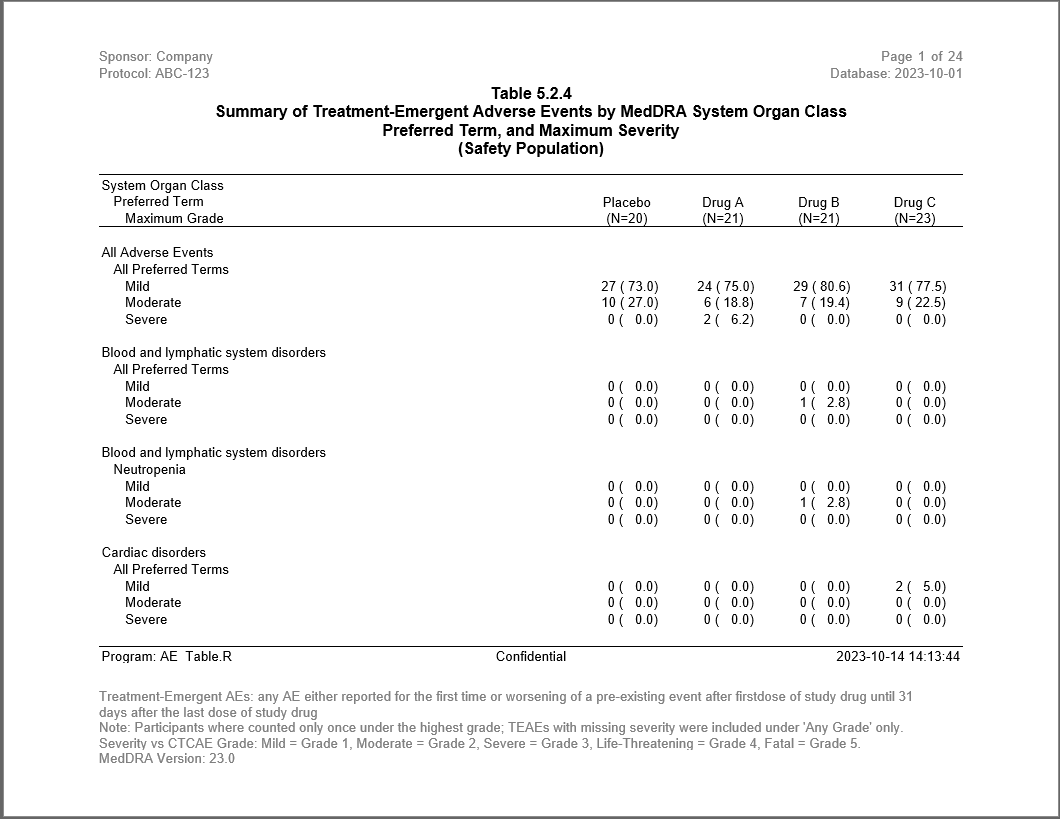 Sponsor: Company Page 1 of 24
Protocol: ABC-123 Database: 2023-10-01
Table 5.2.4
Summary of Treatment-Emergent Adverse Events by MedDRA System Organ Class
Preferred Term, and Maximum Severity
(Safety Population)
System Organ Class
Preferred Term Placebo Drug A Drug B Drug C
Maximum Grade (N=20) (N=21) (N=21) (N=23)
All Adverse Events
All Preferred Terms
Mild 27 ( 73.0) 24 ( 75.0) 29 ( 80.6) 31 ( 77.5)
Moderate 10 ( 27.0) 6 ( 18.8) 7 ( 19.4) 9 ( 22.5)
Severe 0 ( 0.0) 2 ( 6.2) 0 ( 0.0) 0 ( 0.0)
Blood and lymphatic system disorders
All Preferred Terms
Mild 0 ( 0.0) 0 ( 0.0) 0 ( 0.0) 0 ( 0.0)
Moderate 0 ( 0.0) 0 ( 0.0) 1 ( 2.8) 0 ( 0.0)
Severe 0 ( 0.0) 0 ( 0.0) 0 ( 0.0) 0 ( 0.0)
Blood and lymphatic system disorders
Neutropenia
Mild 0 ( 0.0) 0 ( 0.0) 0 ( 0.0) 0 ( 0.0)
Moderate 0 ( 0.0) 0 ( 0.0) 1 ( 2.8) 0 ( 0.0)
Severe 0 ( 0.0) 0 ( 0.0) 0 ( 0.0) 0 ( 0.0)
Cardiac disorders
All Preferred Terms
Mild 0 ( 0.0) 0 ( 0.0) 0 ( 0.0) 2 ( 5.0)
Moderate 0 ( 0.0) 0 ( 0.0) 0 ( 0.0) 0 ( 0.0)
Severe 0 ( 0.0) 0 ( 0.0) 0 ( 0.0) 0 ( 0.0)
Program: AE_Table.R Confidential 2023-10-14 14:13:44
Treatment-Emergent AEs: any AE either reported for the first time or worsening of a pre-existing event after firstdose of study drug until 31
days after the last dose of study drug
Note: Participants where counted only once under the highest grade; TEAEs with missing severity were included under 'Any Grade' only.
Severity vs CTCAE Grade: Mild = Grade 1, Moderate = Grade 2, Severe = Grade 3, Life-Threatening = Grade 4, Fatal = Grade 5.
MedDRA Version: 23.0